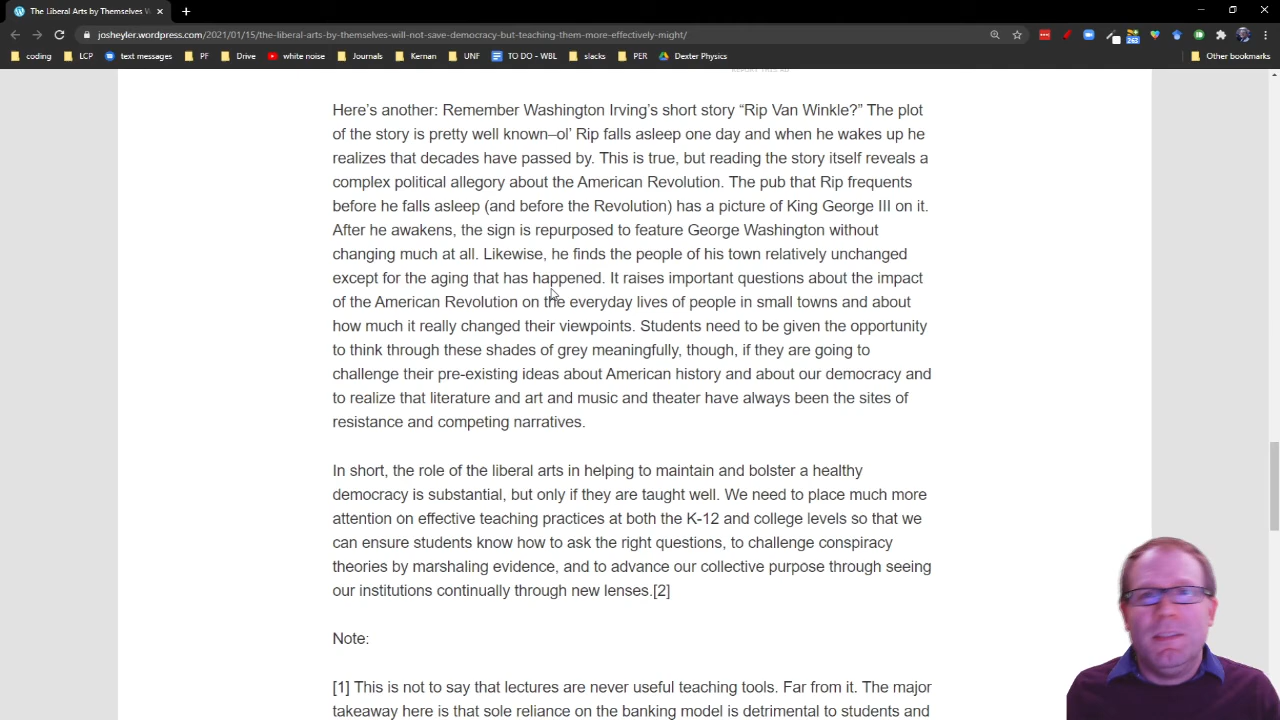 The Liberal Arts by Themselves W
josheyler.wordpress.com/2021/01/15/the-liberal-arts-by-themselves-will-not-save-democracy-but-teaching-them-more-effectively-might/
262
coding LCP text messages PF Drive white noise Journals Kernan UNF TO DO - WBL slacks PER Dexter Physics Other bookmarks
REPORT THIS AD
Here’s another: Remember Washington Irving’s short story “Rip Van Winkle?” The plot
of the story is pretty well known–ol’ Rip falls asleep one day and when he wakes up he
realizes that decades have passed by. This is true, but reading the story itself reveals a
complex political allegory about the American Revolution. The pub that Rip frequents
before he falls asleep (and before the Revolution) has a picture of King George III on it.
After he awakens, the sign is repurposed to feature George Washington without
changing much at all. Likewise, he finds the people of his town relatively unchanged
except for the aging that has happened. It raises important questions about the impact
of the American Revolution on the everyday lives of people in small towns and about
how much it really changed their viewpoints. Students need to be given the opportunity
to think through these shades of grey meaningfully, though, if they are going to
challenge their pre-existing ideas about American history and about our democracy and
to realize that literature and art and music and theater have always been the sites of
resistance and competing narratives.
In short, the role of the liberal arts in helping to maintain and bolster a healthy
democracy is substantial, but only if they are taught well. We need to place much more
attention on effective teaching practices at both the K-12 and college levels so that we
can ensure students know how to ask the right questions, to challenge conspiracy
theories by marshaling evidence, and to advance our collective purpose through seeing
our institutions continually through new lenses.[2]
Note:
[1] This is not to say that lectures are never useful teaching tools. Far from it. The major
takeaway here is that sole reliance on the banking model is detrimental to students and